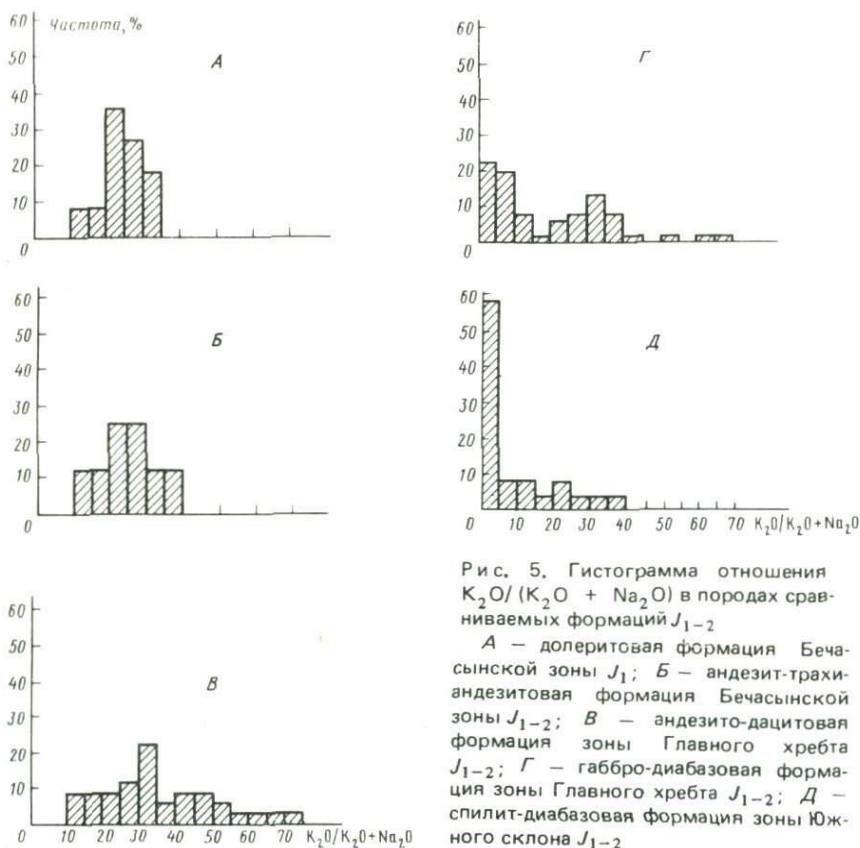 60 Частота, %
50
40
30
20
10
0
А
60
50
40
30
20
10
0
Б
60
50
40
30
20
10
0
В
10 20 30 40 50 60 70 K₂O/K₂O+Na₂O
60
50
40
30
20
10
0
Г
60
50
40
30
20
10
0
Д
10 20 30 40 50 60 70 K₂O/K₂O+Na₂O
Рис. 5. Гистограмма отношения
K₂O/ (K₂O + Na₂O) в породах срав-
ниваемых формаций J₁₋₂
А — долеритовая формация Беча-
сынской зоны J₁; Б — андезит-трахи-
андезитовая формация Бечасынской
зоны J₁₋₂; В — андезито-дацитовая
формация зоны Главного хребта
J₁₋₂; Г — габбро-диабазовая форма-
ция зоны Главного хребта J₁₋₂; Д —
спилит-диабазовая формация зоны Юж-
ного склона J₁₋₂